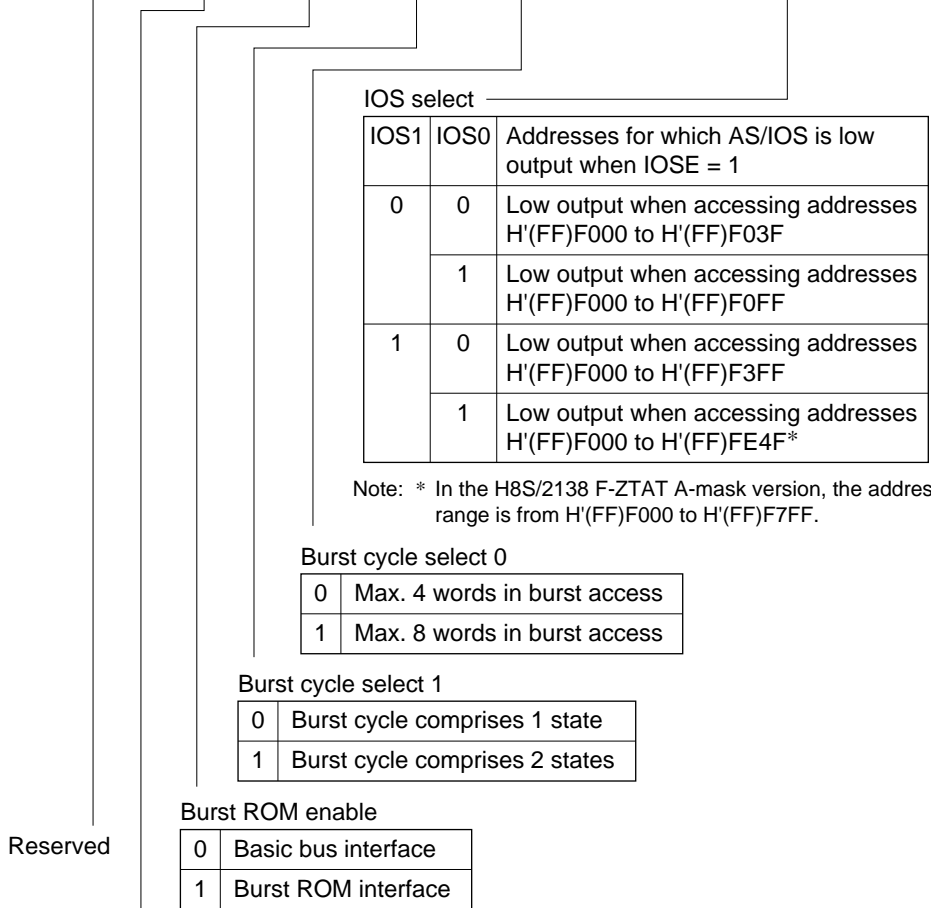 IOS select
IOS1 IOS0 Addresses for which AS/IOS is low
output when IOSE = 1
0 0 Low output when accessing addresses
H'(FF)F000 to H'(FF)F03F
1 Low output when accessing addresses
H'(FF)F000 to H'(FF)F0FF
1 0 Low output when accessing addresses
H'(FF)F000 to H'(FF)F3FF
1 Low output when accessing addresses
H'(FF)F000 to H'(FF)FE4F*
Note: * In the H8S/2138 F-ZTAT A-mask version, the addres
range is from H'(FF)F000 to H'(FF)F7FF.
Burst cycle select 0
0 Max. 4 words in burst access
1 Max. 8 words in burst access
Burst cycle select 1
0 Burst cycle comprises 1 state
1 Burst cycle comprises 2 states
Burst ROM enable
Reserved
0 Basic bus interface
1 Burst ROM interface